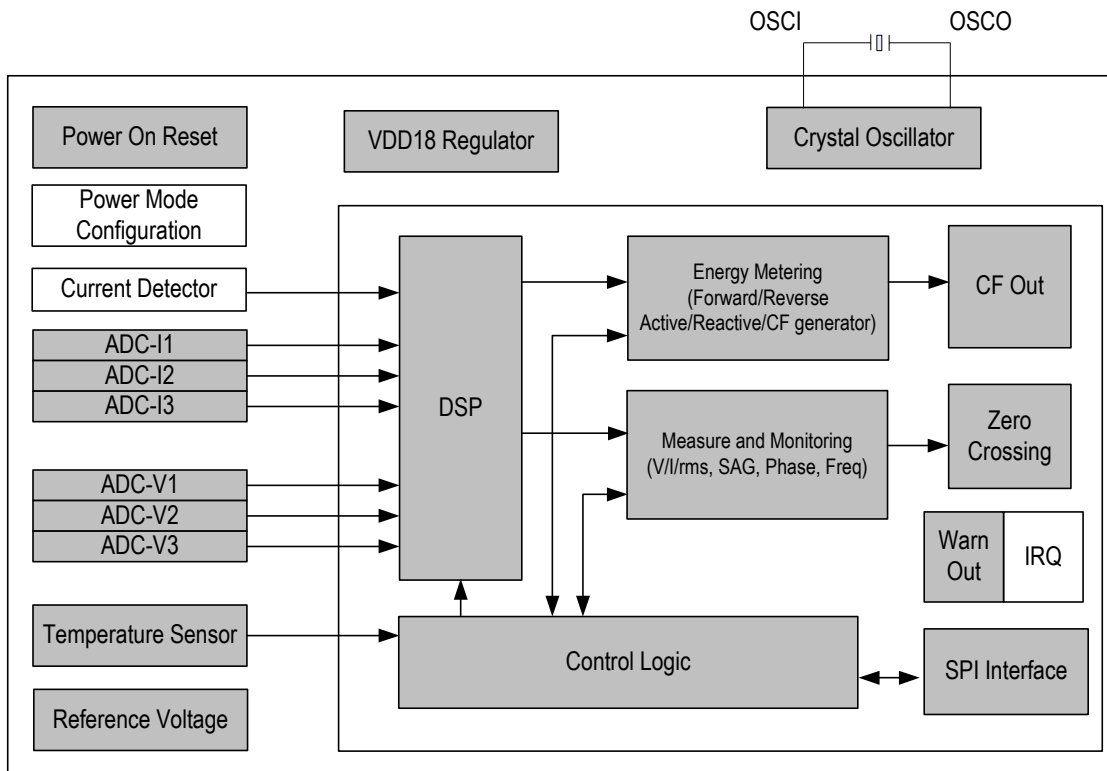 OSCI
OSCO
Power On Reset
VDD18 Regulator
Crystal Oscillator
Power Mode
Configuration
Current Detector
ADC-I1
ADC-I2
ADC-I3
ADC-V1
ADC-V2
ADC-V3
Temperature Sensor
Reference Voltage
DSP
Energy Metering
(Forward/Reverse
Active/Reactive/CF generator)
CF Out
Measure and Monitoring
(V/I/rms, SAG, Phase, Freq)
Zero
Crossing
Warn
Out
IRQ
Control Logic
SPI Interface